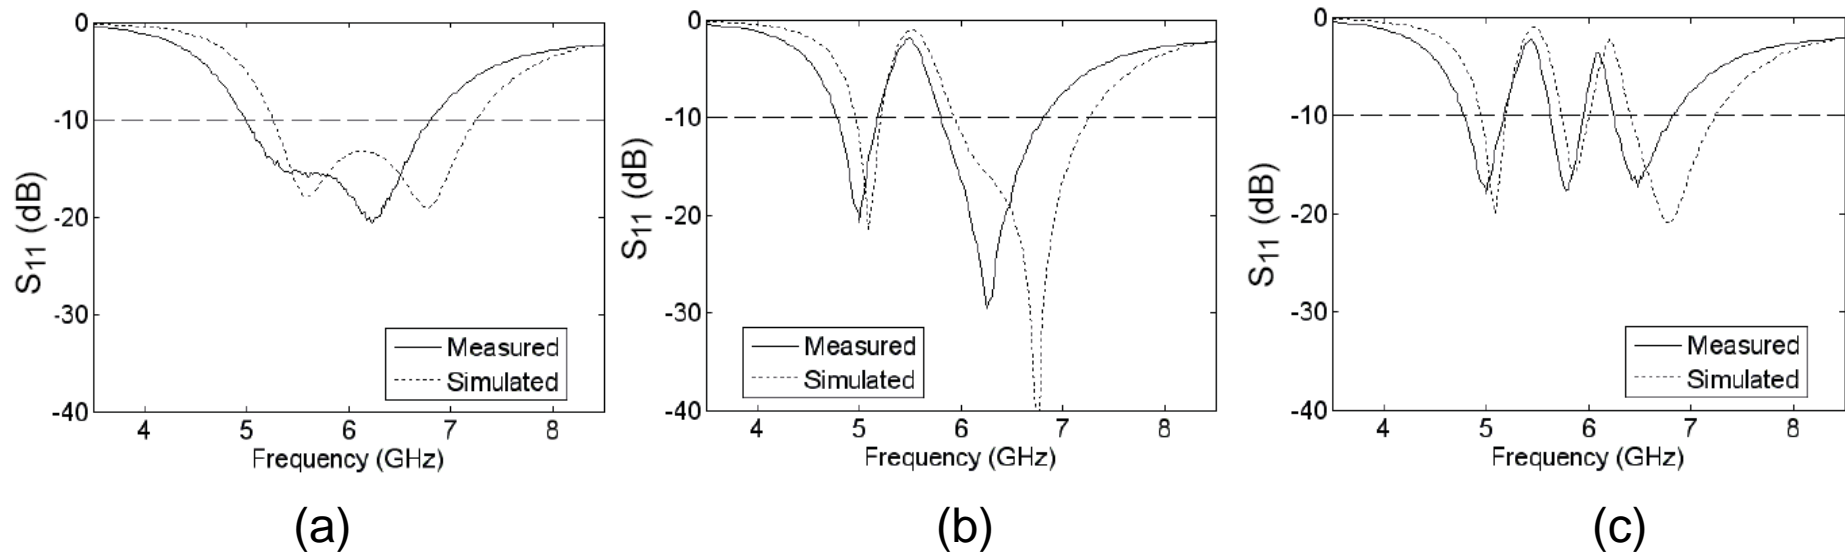 0
-10
-20
-30
-40
S11 (dB)
4 5 6 7 8
Frequency (GHz)
Measured
Simulated
(a)
0
-10
-20
-30
-40
S11 (dB)
4 5 6 7 8
Frequency (GHz)
Measured
Simulated
(b)
0
-10
-20
-30
-40
S11 (dB)
4 5 6 7 8
Frequency (GHz)
Measured
Simulated
(c)